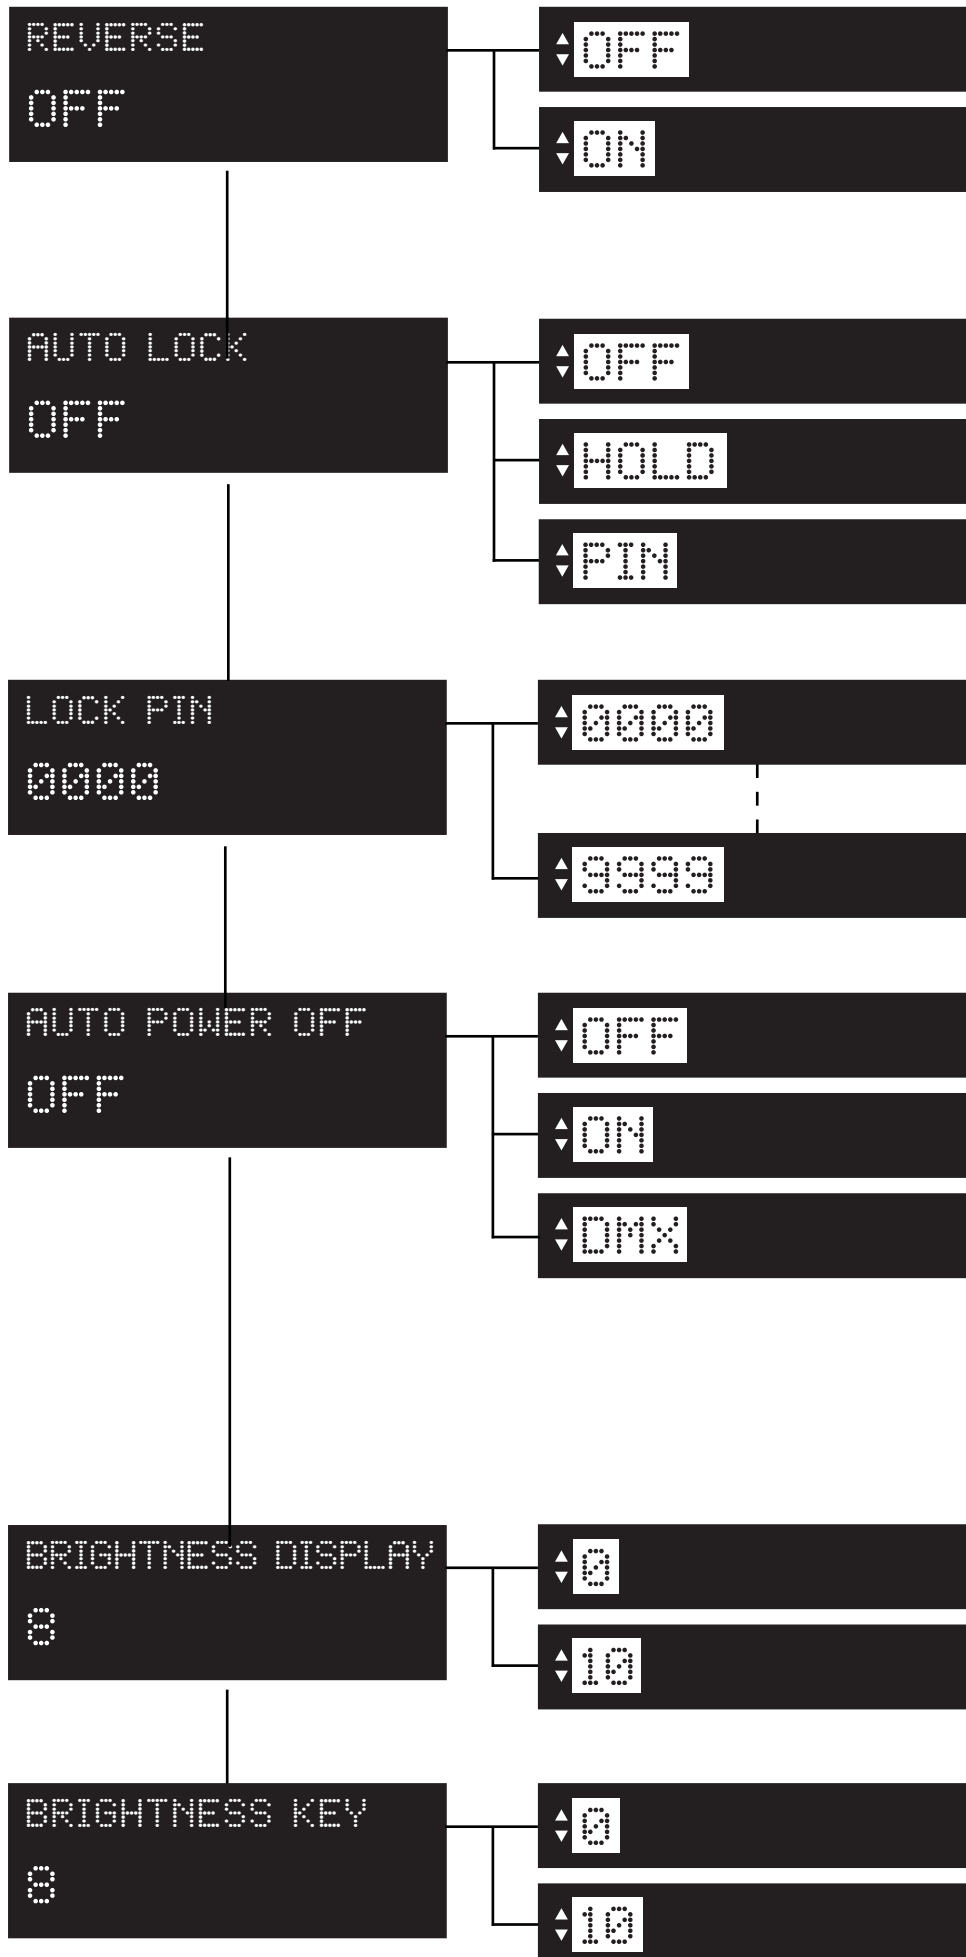 REVERSE
OFF
OFF
ON
AUTO LOCK
OFF
OFF
HOLD
PIN
LOCK PIN
0000
0000
9999
AUTO POWER OFF
OFF
OFF
ON
DMX
BRIGHTNESS DISPLAY
8
0
10
BRIGHTNESS KEY
8
0
10